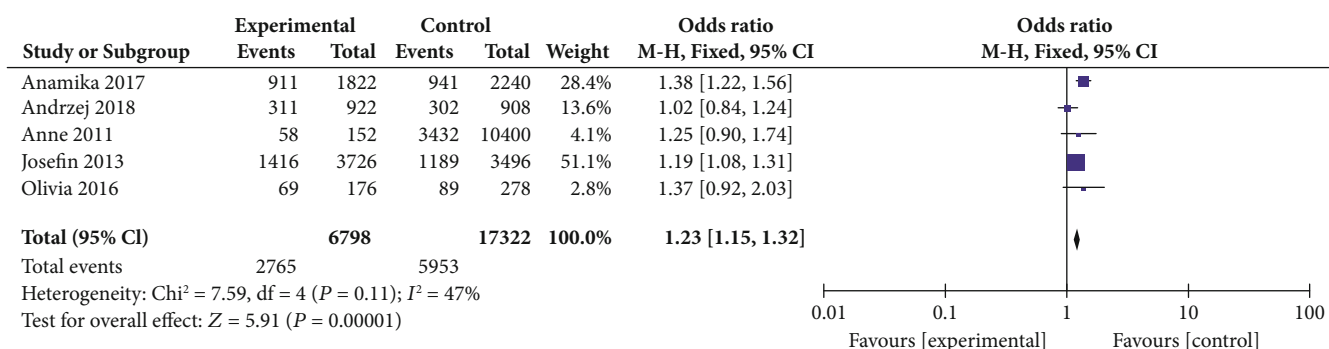 Experimental Control Odds ratio Odds ratio
Study or Subgroup Events Total Events Total Weight M-H, Fixed, 95% CI M-H, Fixed, 95% CI
Anamika 2017 911 1822 941 2240 28.4% 1.38 [1.22, 1.56]
Andrzej 2018 311 922 302 908 13.6% 1.02 [0.84, 1.24]
Anne 2011 58 152 3432 10400 4.1% 1.25 [0.90, 1.74]
Josefin 2013 1416 3726 1189 3496 51.1% 1.19 [1.08, 1.31]
Olivia 2016 69 176 89 278 2.8% 1.37 [0.92, 2.03]
Total (95% Cl) 6798 17322 100.0% 1.23 [1.15, 1.32]
Total events 2765 5953
Heterogeneity: Chi² = 7.59, df = 4 (P = 0.11); I² = 47%
Test for overall effect: Z = 5.91 (P = 0.00001)
0.01 0.1 1 10 100
Favours [experimental] Favours [control]